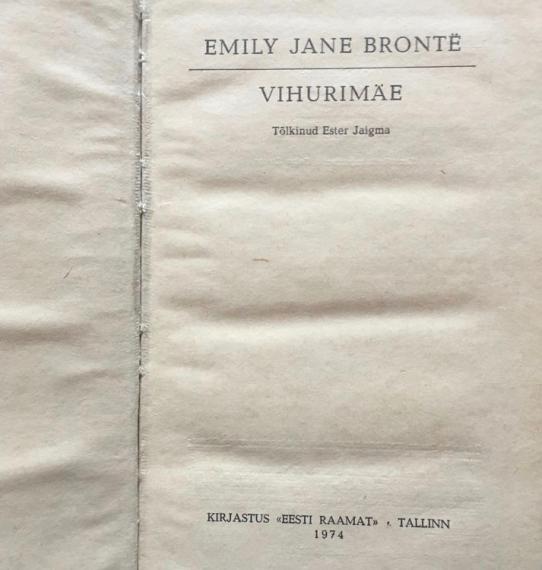 EMILY JANE BRONTË
VIHURIMÄE
Tõlkinud Ester Jaigma
KIRJASTUS «EESTI RAAMAT» , TALLINN
1974